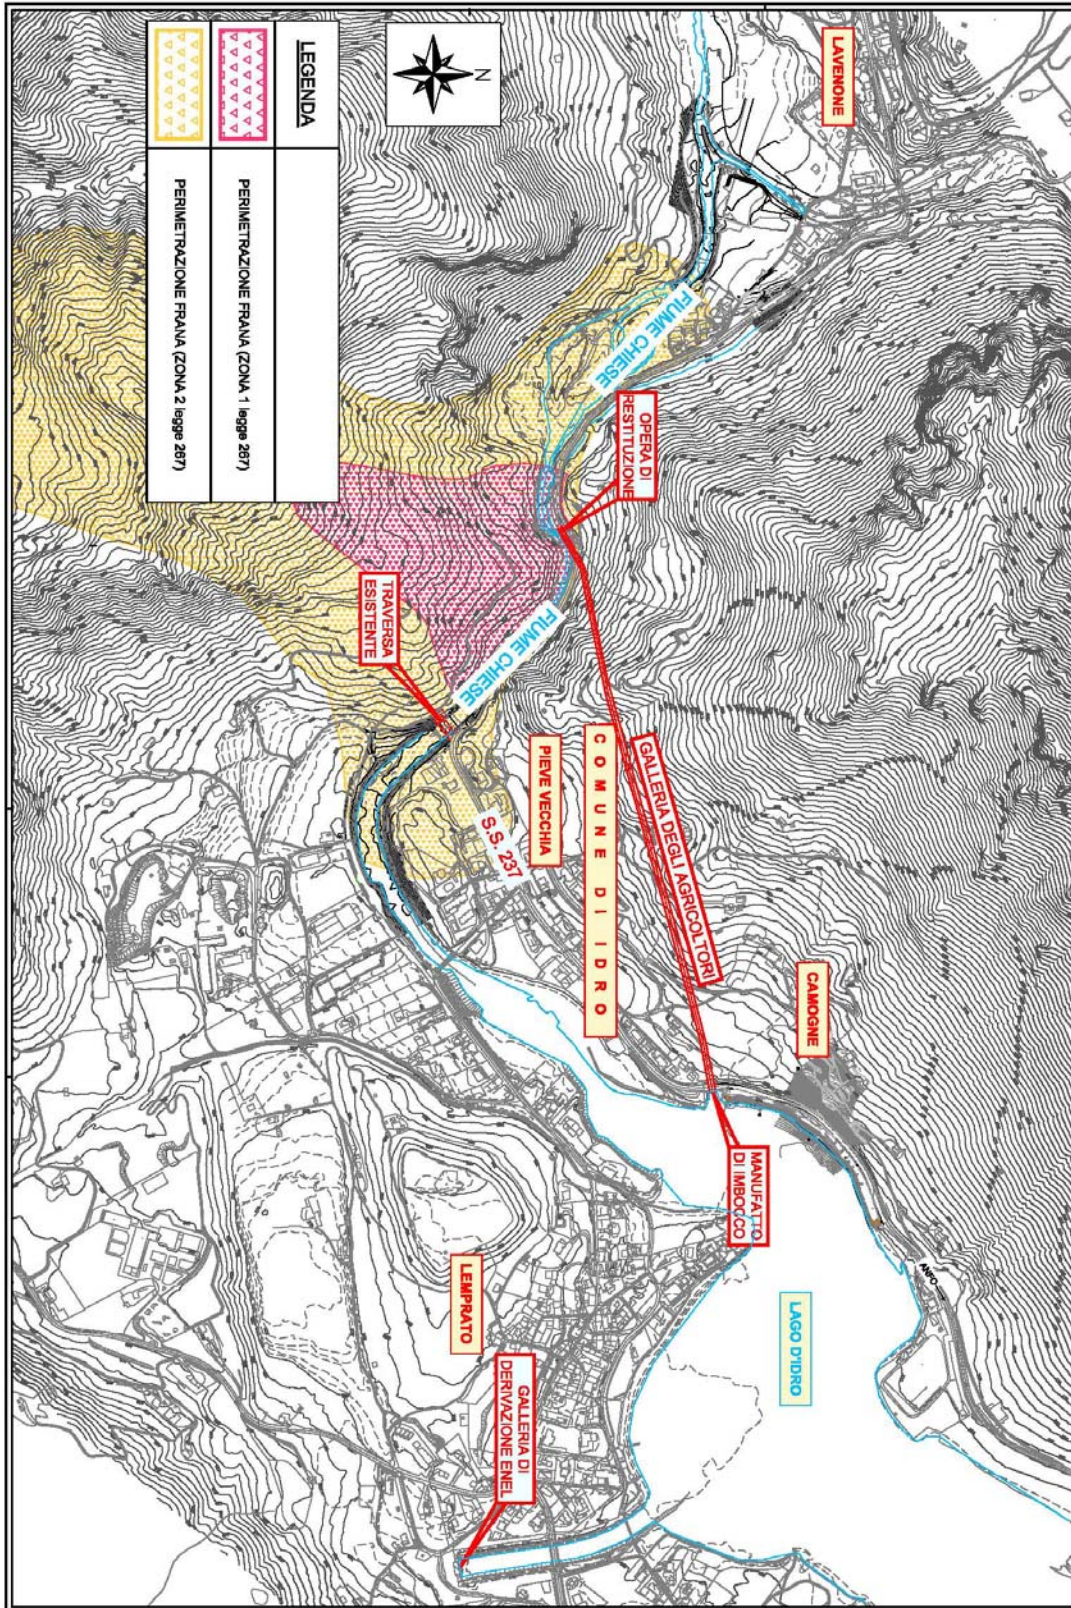 LAVENONE
N
LEGENDA
PERIMETRAZIONE FRANA (ZONA 1 legge 267)
PERIMETRAZIONE FRANA (ZONA 2 legge 267)
FIUME CHIESE
OPERA DI
RESTITUZIONE
TRAVERSA
ESISTENTE
FIUME CHIESE
PIEVE VECCHIA
S.S. 237
COMUNE DI IDRO
GALLERIA DEGLI AGRICOLTORI
CAMOGNE
MANUFATTO
DI IMBOCCO
LAGO D'IDRO
LEMPRATO
GALLERIA DI
DERIVAZIONE ENEL